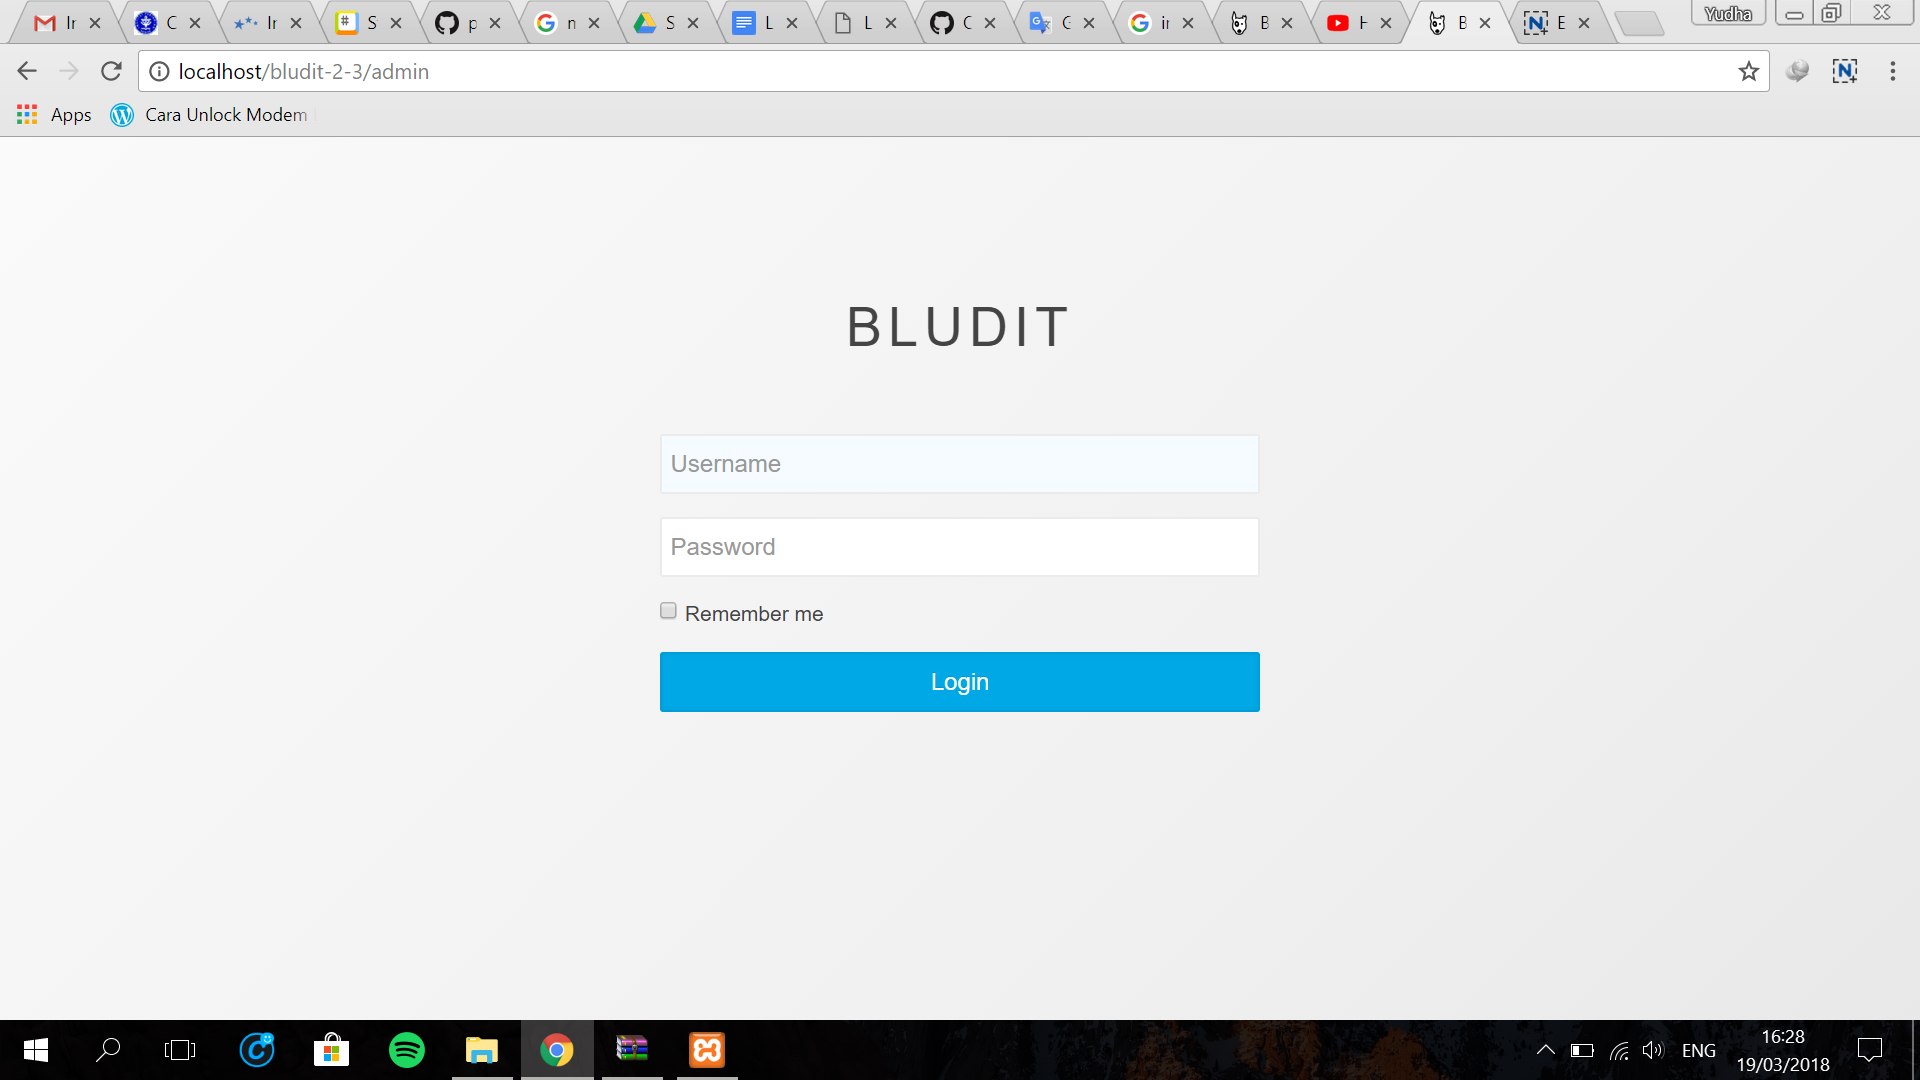 Ir C Ir S p n S L L C C ir B H B E
Yudha
localhost/bludit-2-3/admin
Apps Cara Unlock Modem
BLUDIT
Username
Password
Remember me
Login
ENG
16:28
19/03/2018